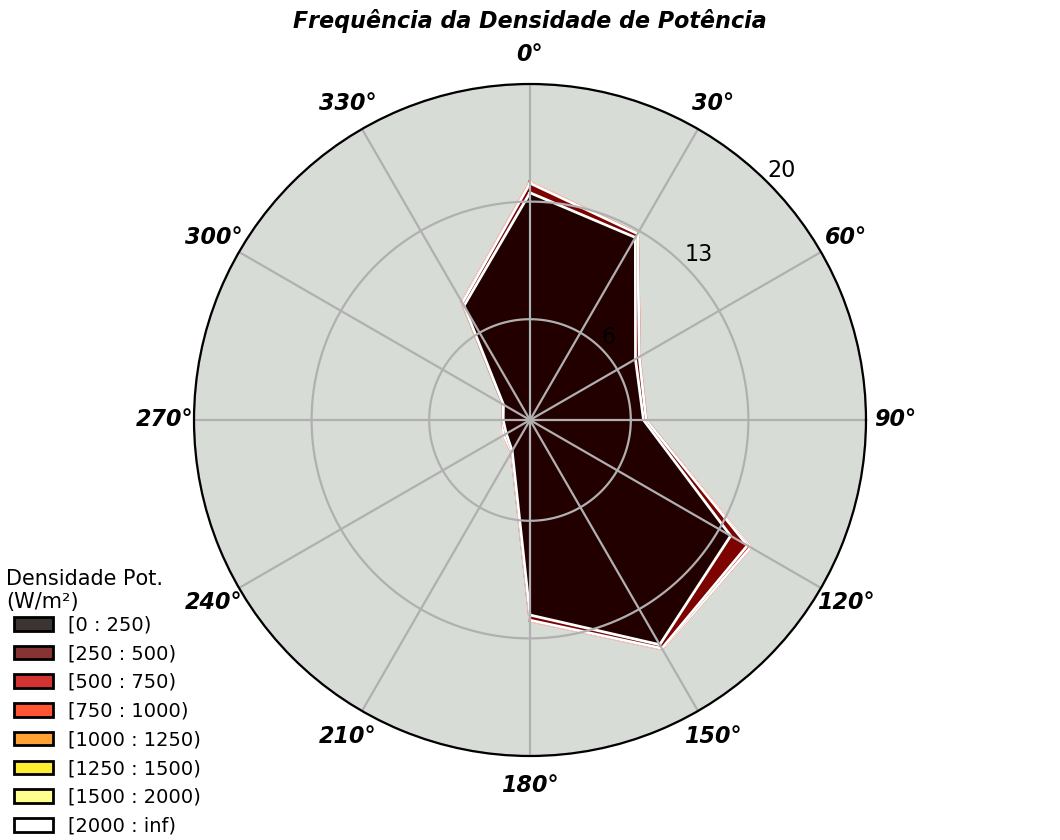 Frequência da Densidade de Potência
0°
330°
30°
20
300°
60°
13
6
270°
90°
Densidade Pot.
(W/m²)
240°
120°
[0 : 250)
[250 : 500)
[500 : 750)
[750 : 1000)
210°
150°
[1000 : 1250)
[1250 : 1500)
180°
[1500 : 2000)
[2000 : inf)